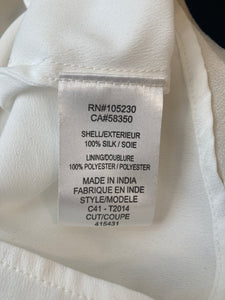 RN#105230
CA#58350
SHELL/EXTERIEUR
100% SILK / SOIE
LINING/DOUBLURE
100% POLYESTER / POLYESTER
MADE IN INDIA
FABRIQUE EN INDE
STYLE/MODELE
C41 - T2014
CUT/COUPE
415431